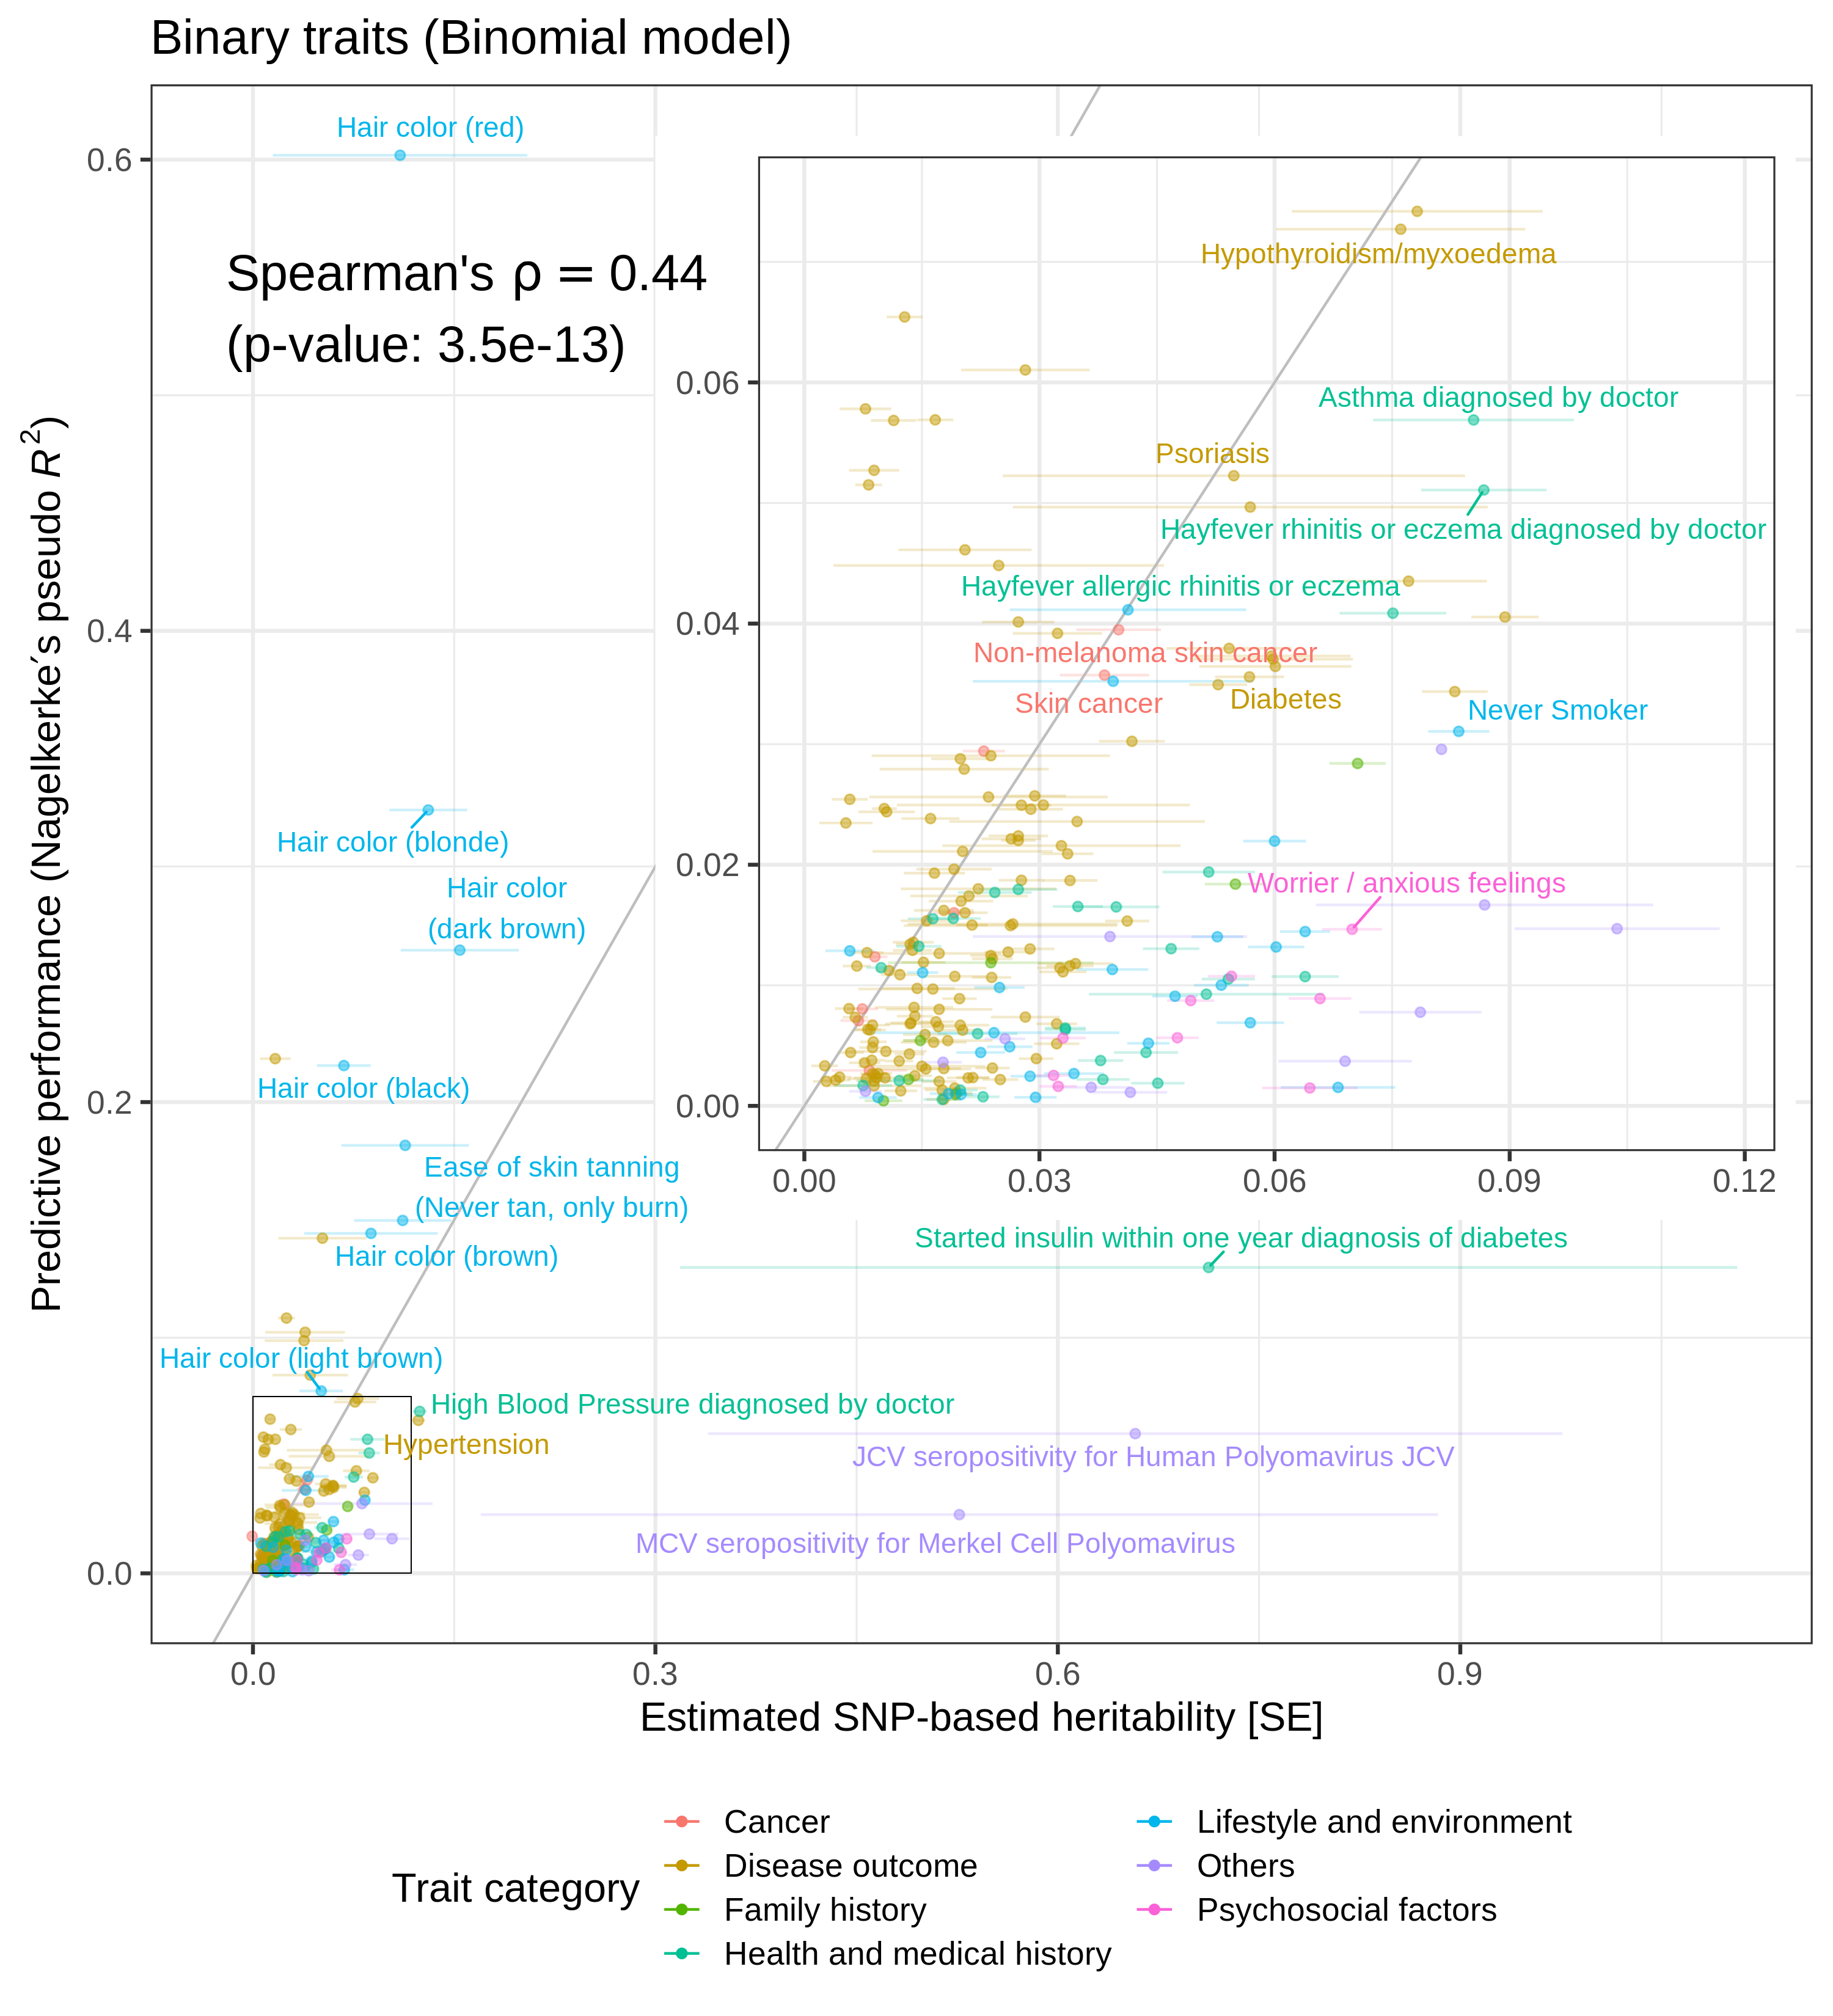 Binary traits (Binomial model)
Predictive performance (Nagelkerke´s pseudo R²)
0.6
0.4
0.2
0.0
Hair color (red)
Spearman's ρ = 0.44
(p-value: 3.5e-13)
Hair color (blonde)
Hair color
(dark brown)
Hair color (black)
Ease of skin tanning
(Never tan, only burn)
Hair color (brown)
Hair color (light brown)
High Blood Pressure diagnosed by doctor
Hypertension
Started insulin within one year diagnosis of diabetes
JCV seropositivity for Human Polyomavirus JCV
MCV seropositivity for Merkel Cell Polyomavirus
0.06
0.04
0.02
0.00
Hypothyroidism/myxoedema
Asthma diagnosed by doctor
Psoriasis
Hayfever rhinitis or eczema diagnosed by doctor
Hayfever allergic rhinitis or eczema
Non-melanoma skin cancer
Skin cancer
Diabetes
Never Smoker
Worrier / anxious feelings
0.00 0.03 0.06 0.09 0.12
0.0 0.3 0.6 0.9
Estimated SNP-based heritability [SE]
Trait category
Cancer
Disease outcome
Family history
Health and medical history
Lifestyle and environment
Others
Psychosocial factors